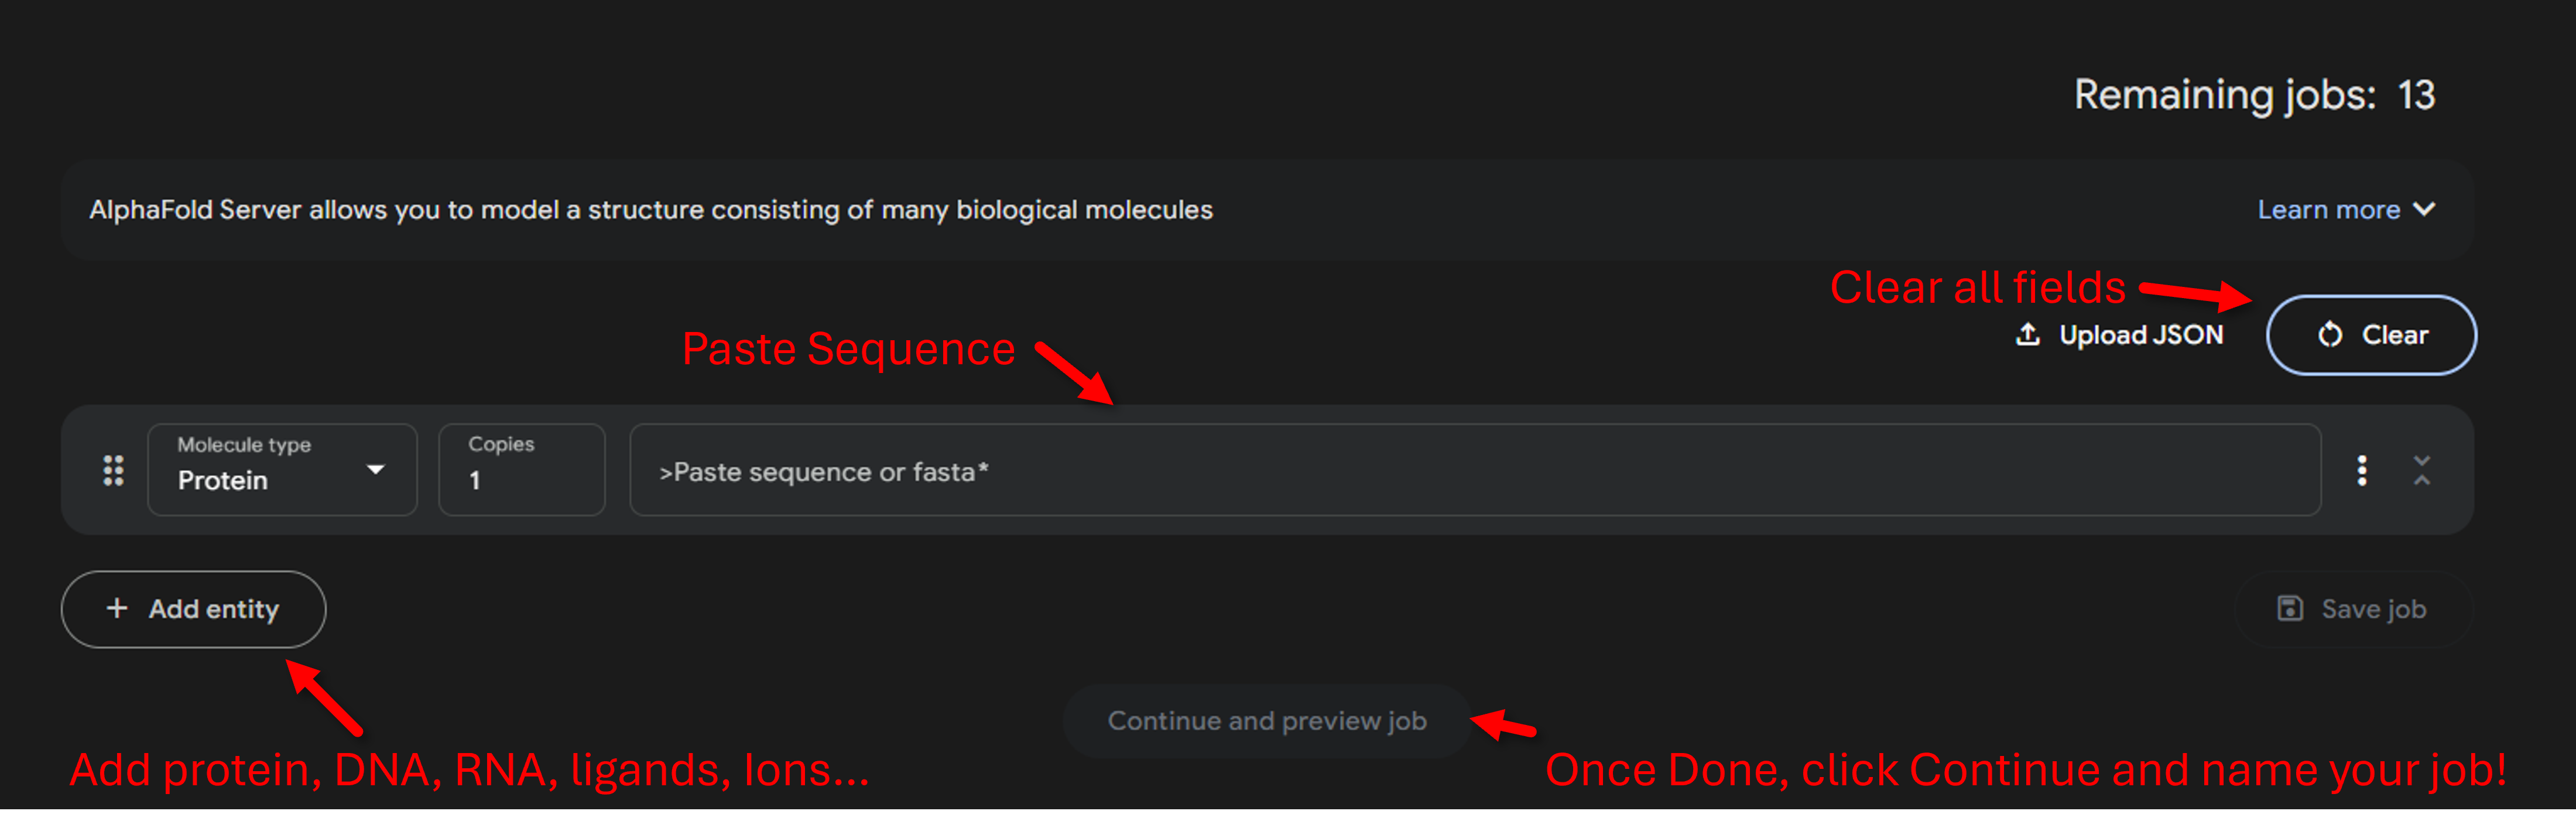 Remaining jobs: 13
AlphaFold Server allows you to model a structure consisting of many biological molecules
Learn more
Clear all fields
Upload JSON
Clear
Paste Sequence
Molecule type
Protein
Copies
1
>Paste sequence or fasta*
+ Add entity
Save job
Continue and preview job
Add protein, DNA, RNA, ligands, Ions...
Once Done, click Continue and name your job!